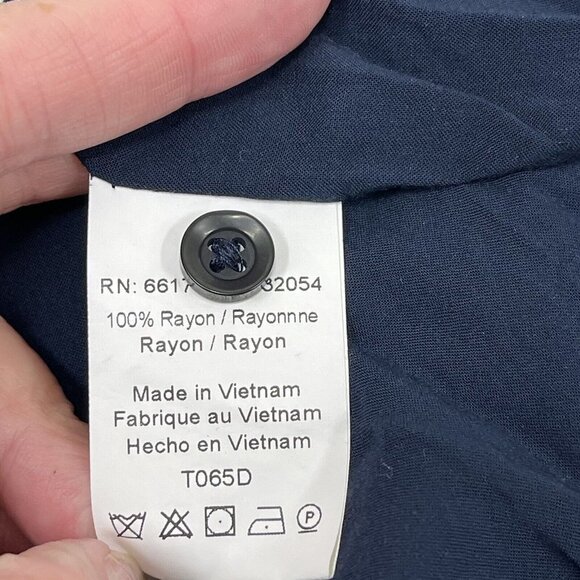 RN: 6617 32054
100% Rayon / Rayonnne
Rayon / Rayon
Made in Vietnam
Fabrique au Vietnam
Hecho en Vietnam
T065D
P